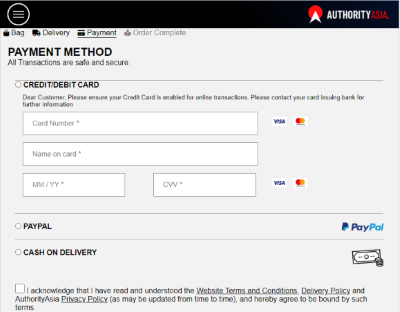 AUTHORITYASIA.
Bag Delivery Payment Order Complete
PAYMENT METHOD
All Transactions are safe and secure.
CREDIT/DEBIT CARD
Dear Customer, Please ensure your Credit Card is enabled for online transactions. Please contact your card issuing bank for
further information
Card Number * VISA mastercard
Name on card *
MM / YY * CVV * VISA mastercard
PAYPAL PayPal
CASH ON DELIVERY
I acknowledge that I have read and understood the Website Terms and Conditions, Delivery Policy and
AuthorityAsia Privacy Policy (as may be updated from time to time), and hereby agree to be bound by such
terms.